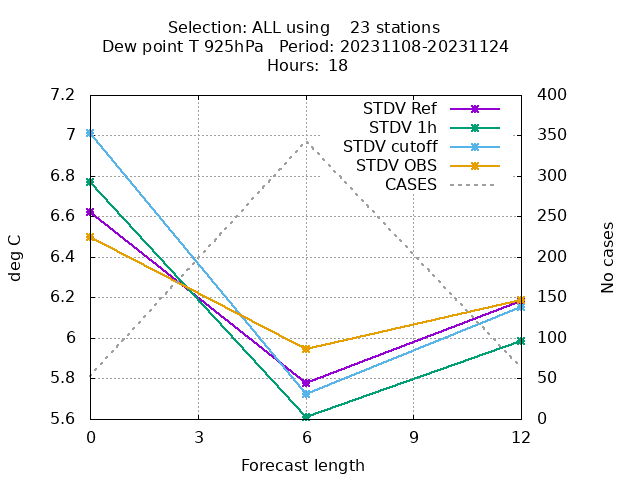 Selection: ALL using    23 stations
Dew point T 925hPa   Period: 20231108-20231124
Hours:  18
7.2
7
6.8
6.6
6.4
6.2
6
5.8
5.6
400
350
300
250
200
150
100
50
0
STDV Ref
STDV 1h
STDV cutoff
STDV OBS
CASES
deg C
No cases
0
3
6
9
12
Forecast length